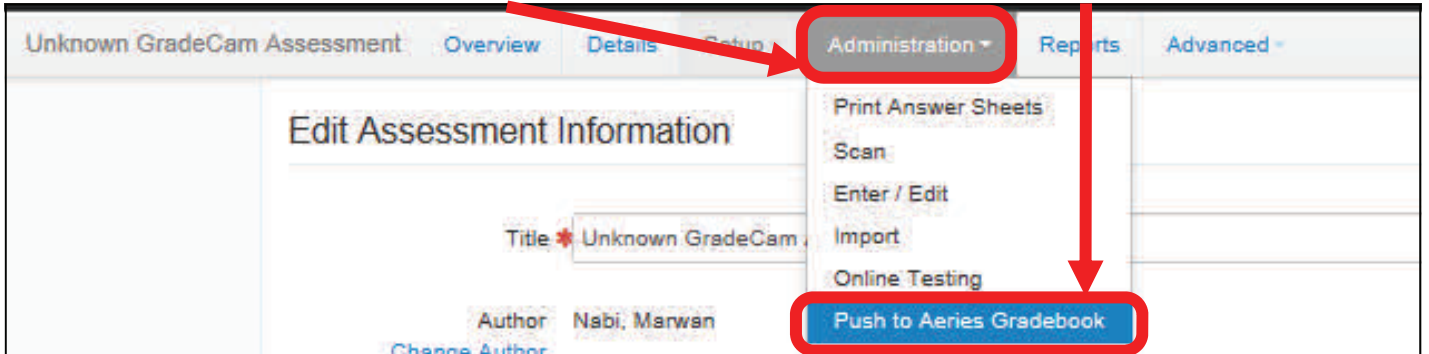 Unknown GradeCam Assessment Overview Details Setup Administration Reports Advanced
Edit Assessment Information
Print Answer Sheets
Scan
Enter / Edit
Title * Unknown GradeCam
Import
Online Testing
Author Nabi, Marwan
Push to Aeries Gradebook
Change Author